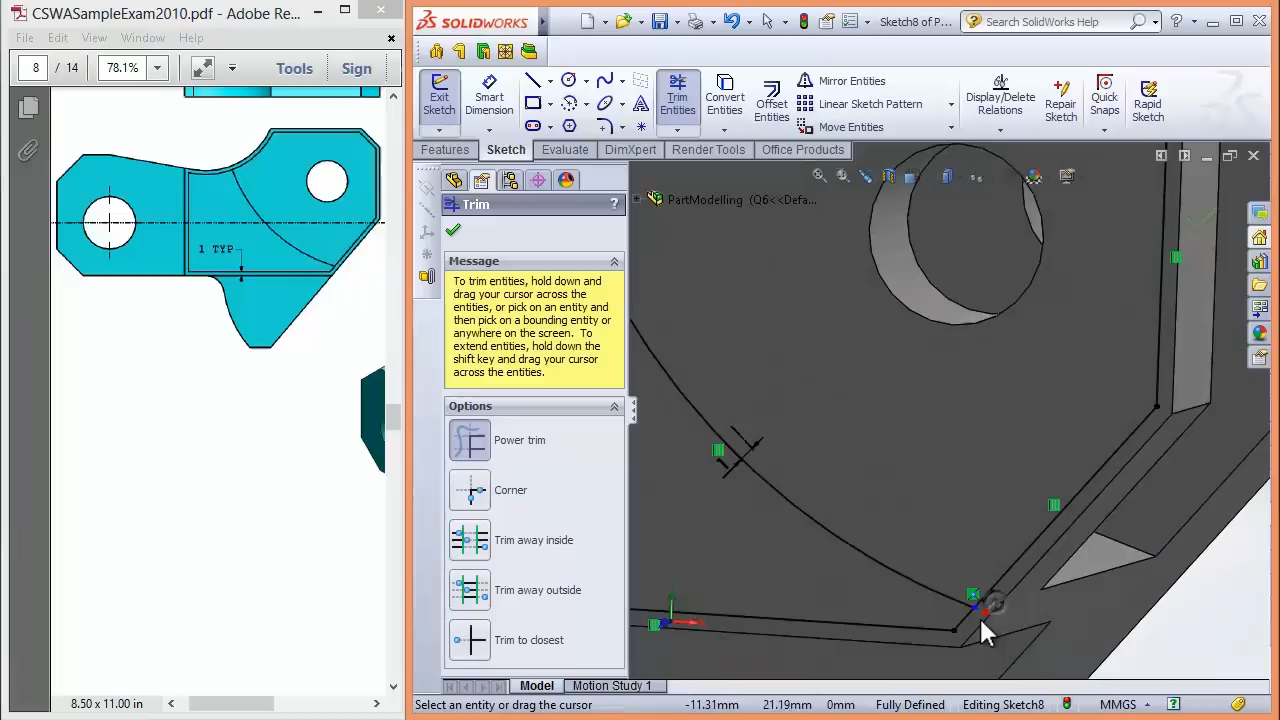 CSWASampleExam2010.pdf - Adobe Re...
File Edit View Window Help
8 / 14 78.1% Tools Sign
1 TYP
8.50 x 11.00 in
SOLIDWORKS
Sketch8 of P...
Search SolidWorks Help
Exit Sketch
Smart Dimension
Trim Entities
Convert Entities
Offset Entities
Mirror Entities
Linear Sketch Pattern
Move Entities
Display/Delete Relations
Repair Sketch
Quick Snaps
Rapid Sketch
Features Sketch Evaluate DimXpert Render Tools Office Products
PartModelling (Q6<<Defa...
Trim ?
Message
To trim entities, hold down and
drag your cursor across the
entities, or pick on an entity and
then pick on a bounding entity or
anywhere on the screen. To
extend entities, hold down the
shift key and drag your cursor
across the entities.
Options
Power trim
Corner
Trim away inside
Trim away outside
Trim to closest
Model Motion Study 1
Select an entity or drag the cursor -11.31mm 21.19mm 0mm Fully Defined Editing Sketch8 MMGS